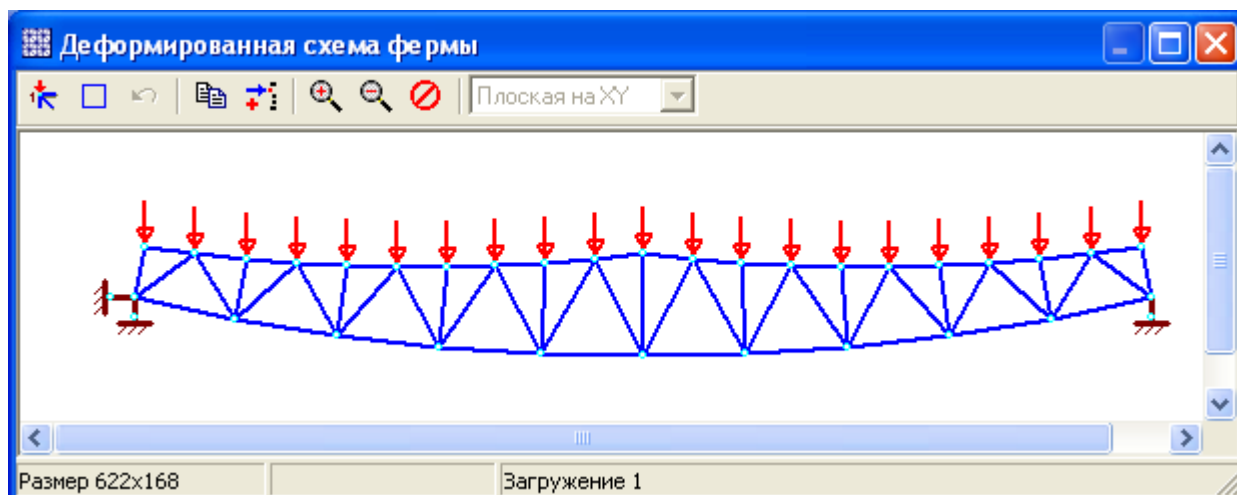 Деформированная схема фермы
Плоская на XY
Размер 622x168
Загружение 1